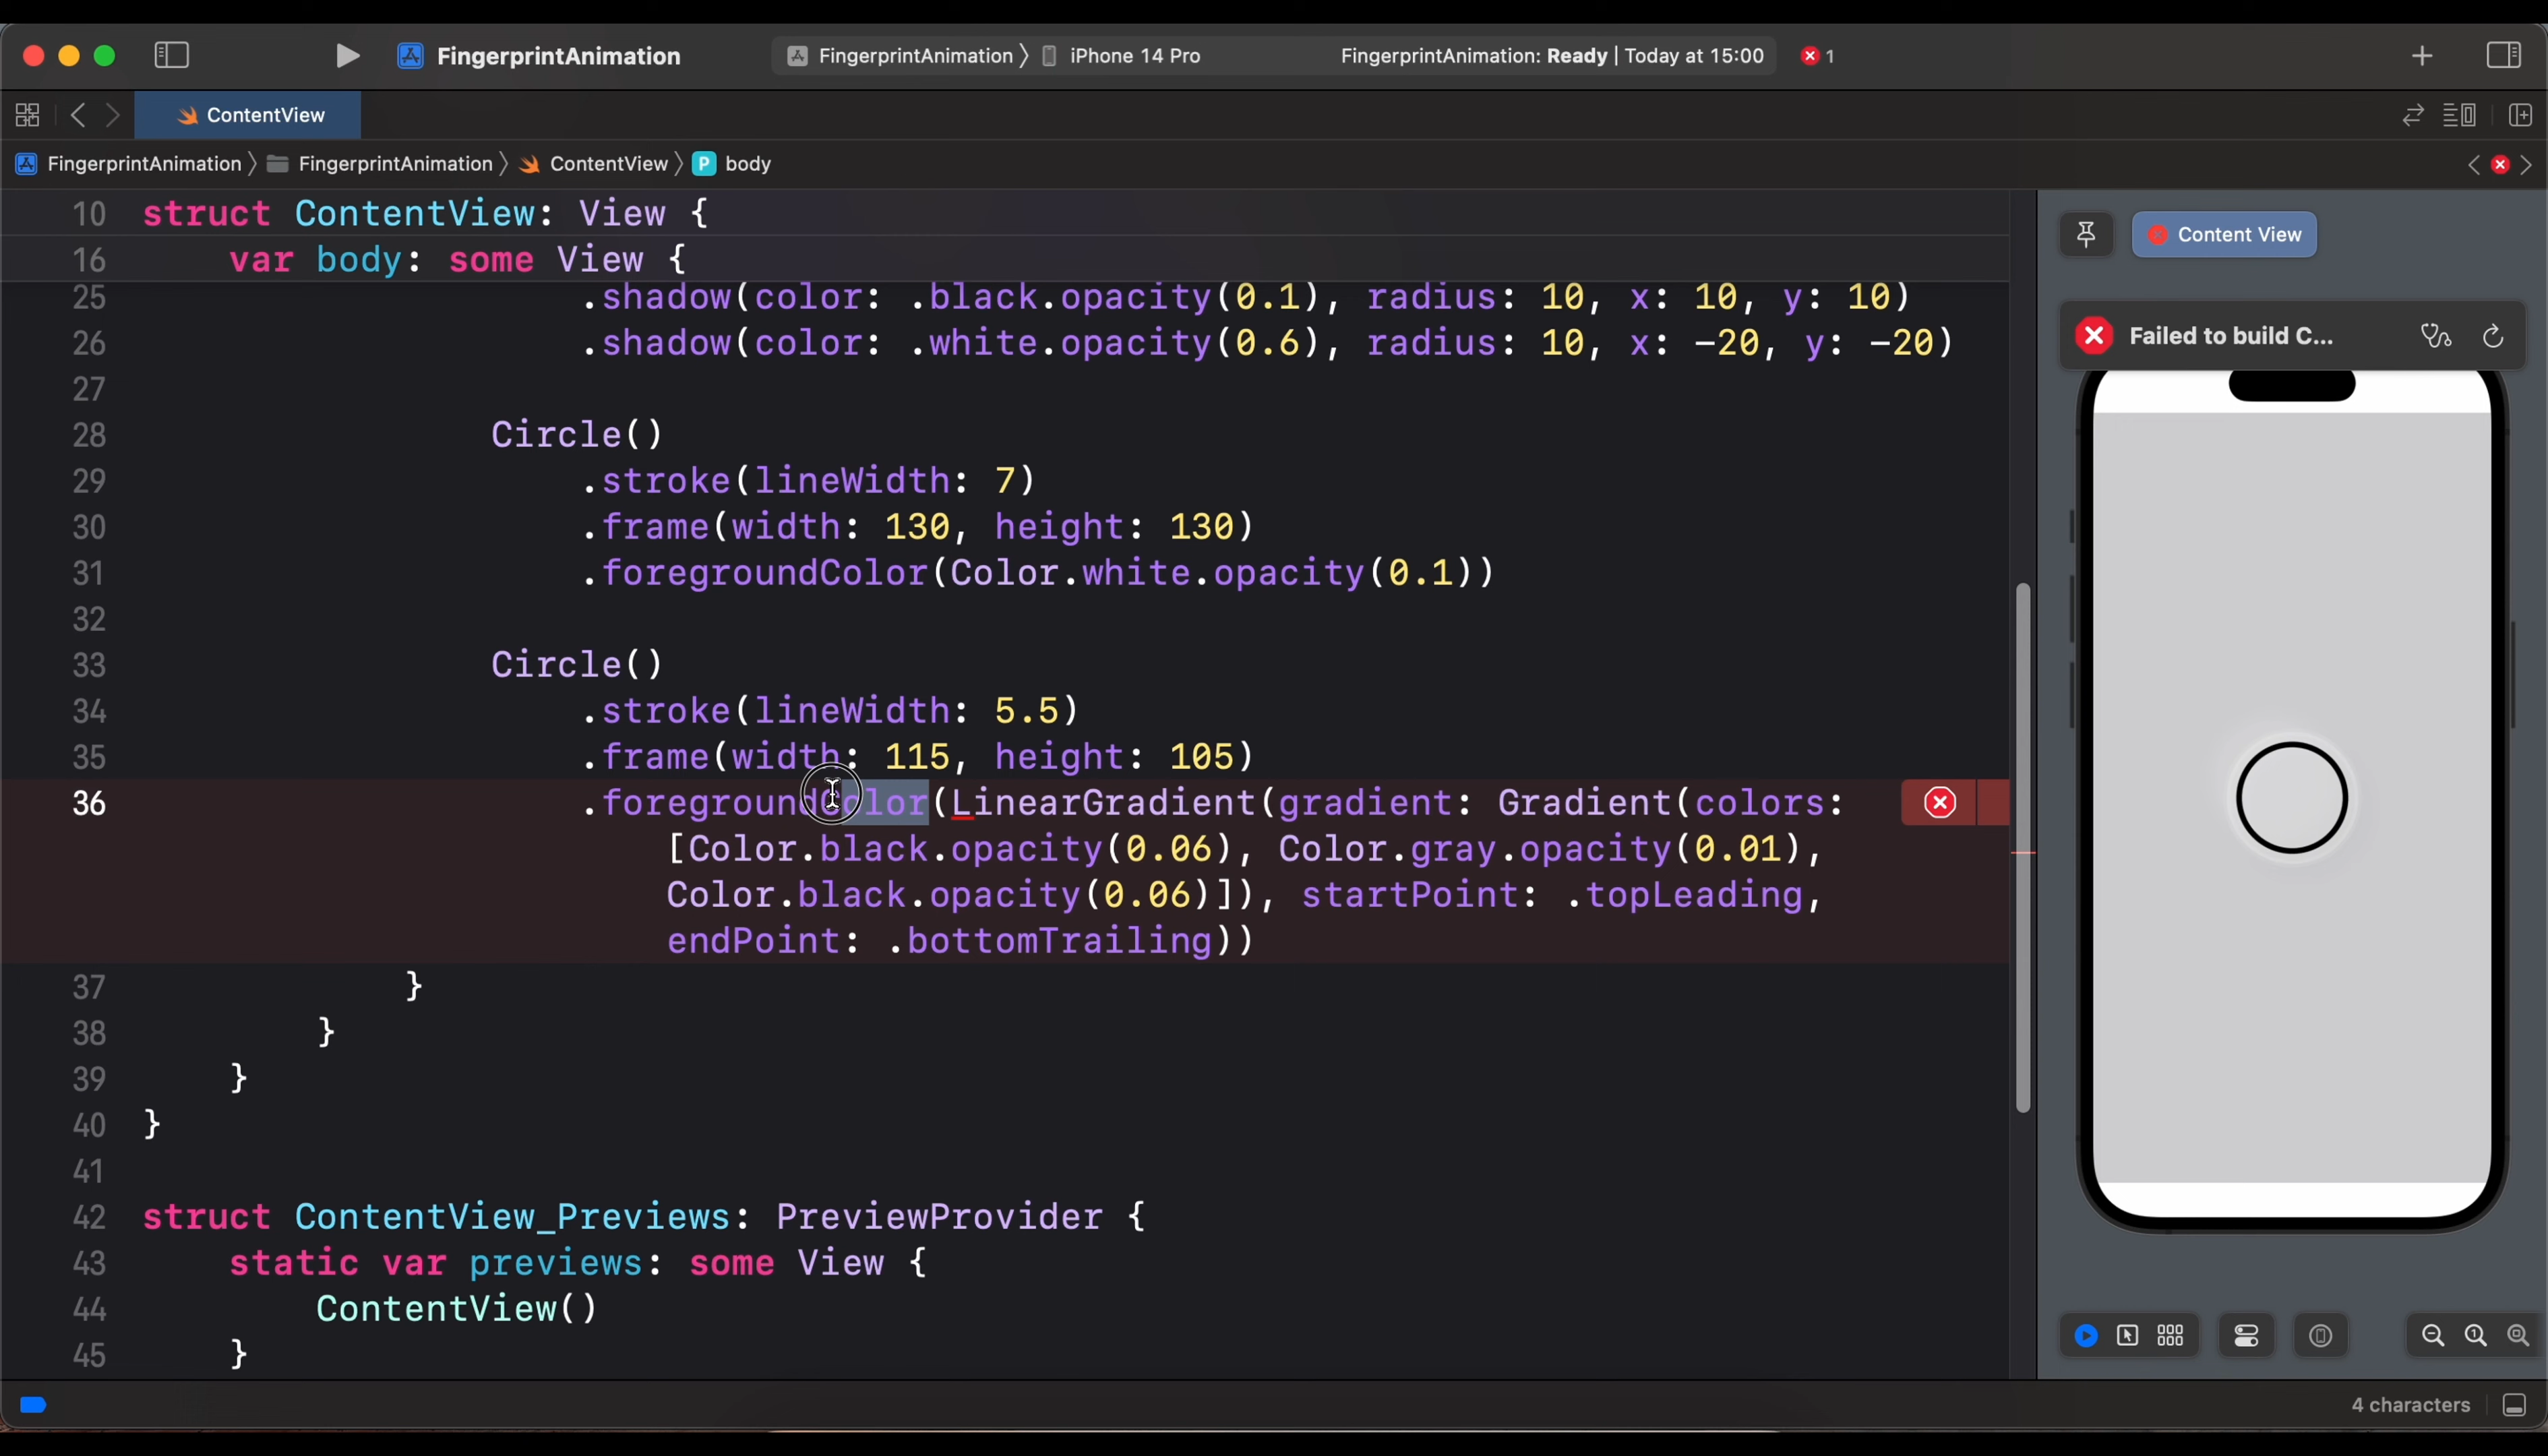 FingerprintAnimation
FingerprintAnimation 〉 iPhone 14 Pro
FingerprintAnimation: Ready | Today at 15:00
1
ContentView
FingerprintAnimation 〉 FingerprintAnimation 〉 ContentView 〉 P body
10 struct ContentView: View {
16 var body: some View {
25 .shadow(color: .black.opacity(0.1), radius: 10, x: 10, y: 10)
26 .shadow(color: .white.opacity(0.6), radius: 10, x: -20, y: -20)
27
28 Circle()
29 .stroke(lineWidth: 7)
30 .frame(width: 130, height: 130)
31 .foregroundColor(Color.white.opacity(0.1))
32
33 Circle()
34 .stroke(lineWidth: 5.5)
35 .frame(width: 115, height: 105)
36 .foregroundColor(LinearGradient(gradient: Gradient(colors:
[Color.black.opacity(0.06), Color.gray.opacity(0.01),
Color.black.opacity(0.06)]), startPoint: .topLeading,
endPoint: .bottomTrailing))
37 }
38 }
39 }
40 }
41
42 struct ContentView_Previews: PreviewProvider {
43 static var previews: some View {
44 ContentView()
45 }
Content View
Failed to build C...
4 characters